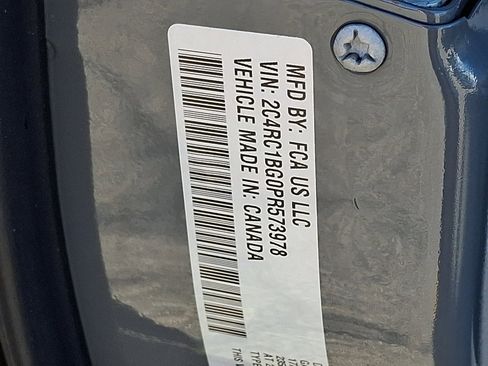 MFD BY: FCA US LLC
VIN: 2C4RC1BG0PR573978
VEHICLE MADE IN: CANADA